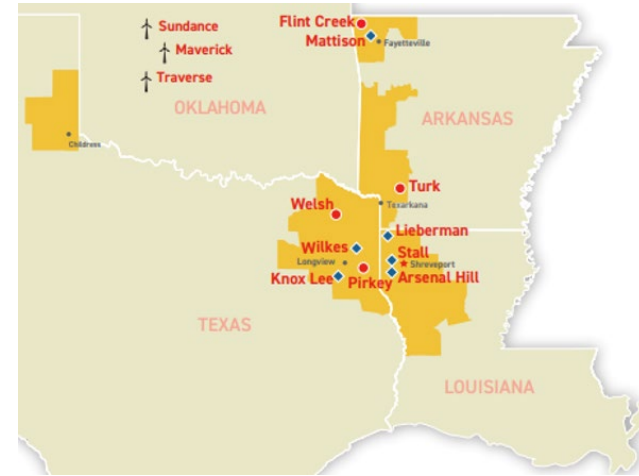 Sundance
Maverick
Traverse
OKLAHOMA
Flint Creek
Mattison
Fayetteville
ARKANSAS
Childress
Turk
Texarkana
Welsh
Lieberman
Wilkes
Stall
Longview
Shreveport
Knox Lee
Pirkey
Arsenal Hill
TEXAS
LOUISIANA